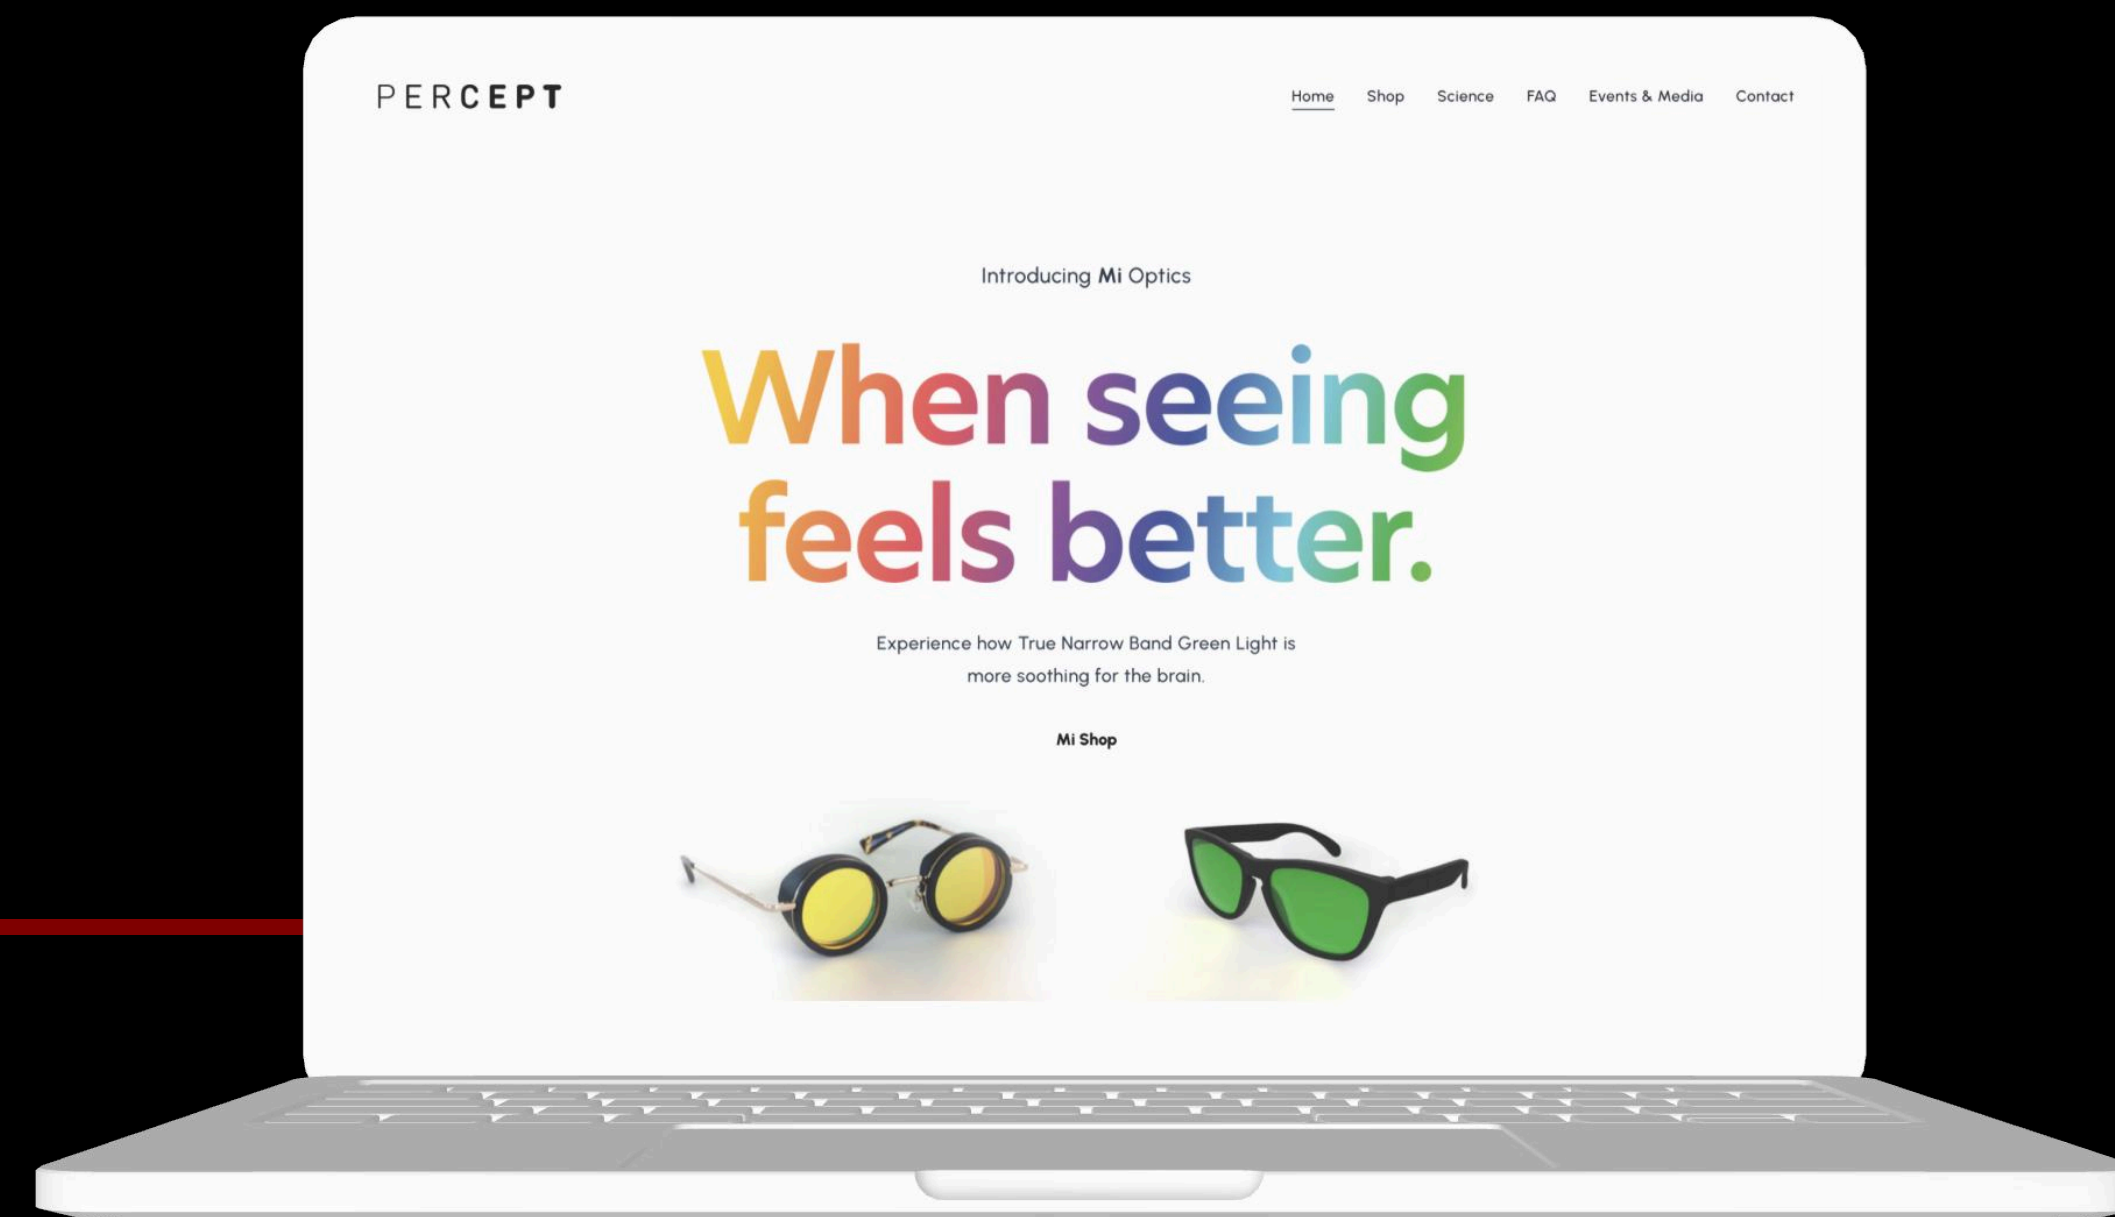 PERCEPT
Home Shop Science FAQ Events & Media Contact
Introducing Mi Optics
When seeing
feels better.
Experience how True Narrow Band Green Light is
more soothing for the brain.
Mi Shop